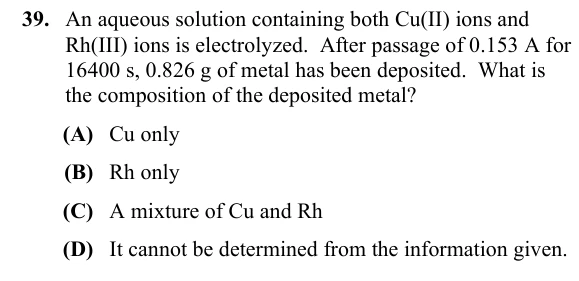 39. An aqueous solution containing both Cu(II) ions and
Rh(III) ions is electrolyzed. After passage of 0.153 A for
16400 s, 0.826 g of metal has been deposited. What is
the composition of the deposited metal?
(A) Cu only
(B) Rh only
(C) A mixture of Cu and Rh
(D) It cannot be determined from the information given.